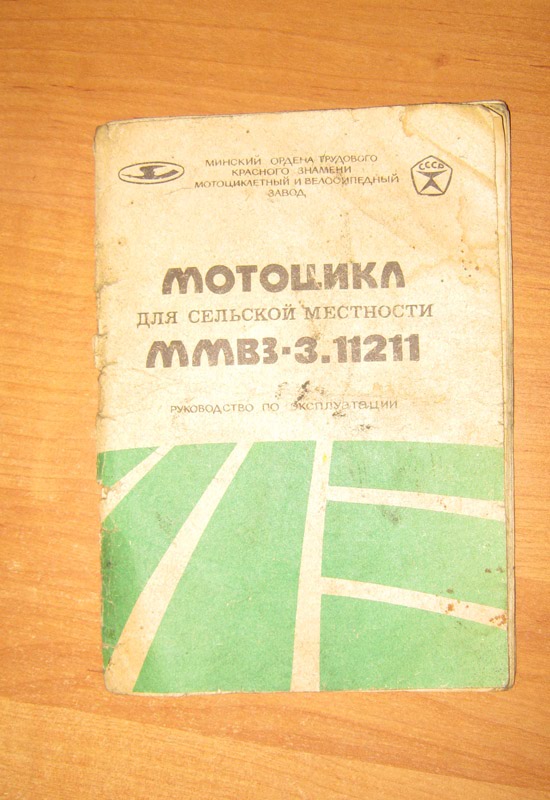 МИНСКИЙ ОРДЕНА ТРУДОВОГО
КРАСНОГО ЗНАМЕНИ
МОТОЦИКЛЕТНЫЙ И ВЕЛОСИПЕДНЫЙ
ЗАВОД
СССР
МОТОЦИКЛ
ДЛЯ СЕЛЬСКОЙ МЕСТНОСТИ
ММВЗ-3.11211
РУКОВОДСТВО ПО ЭКСПЛУАТАЦИИ